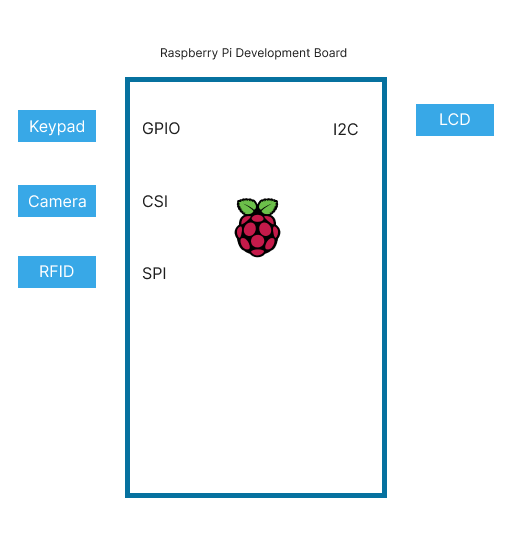 Raspberry Pi Development Board
Keypad
GPIO
I2C
LCD
Camera
CSI
RFID
SPI